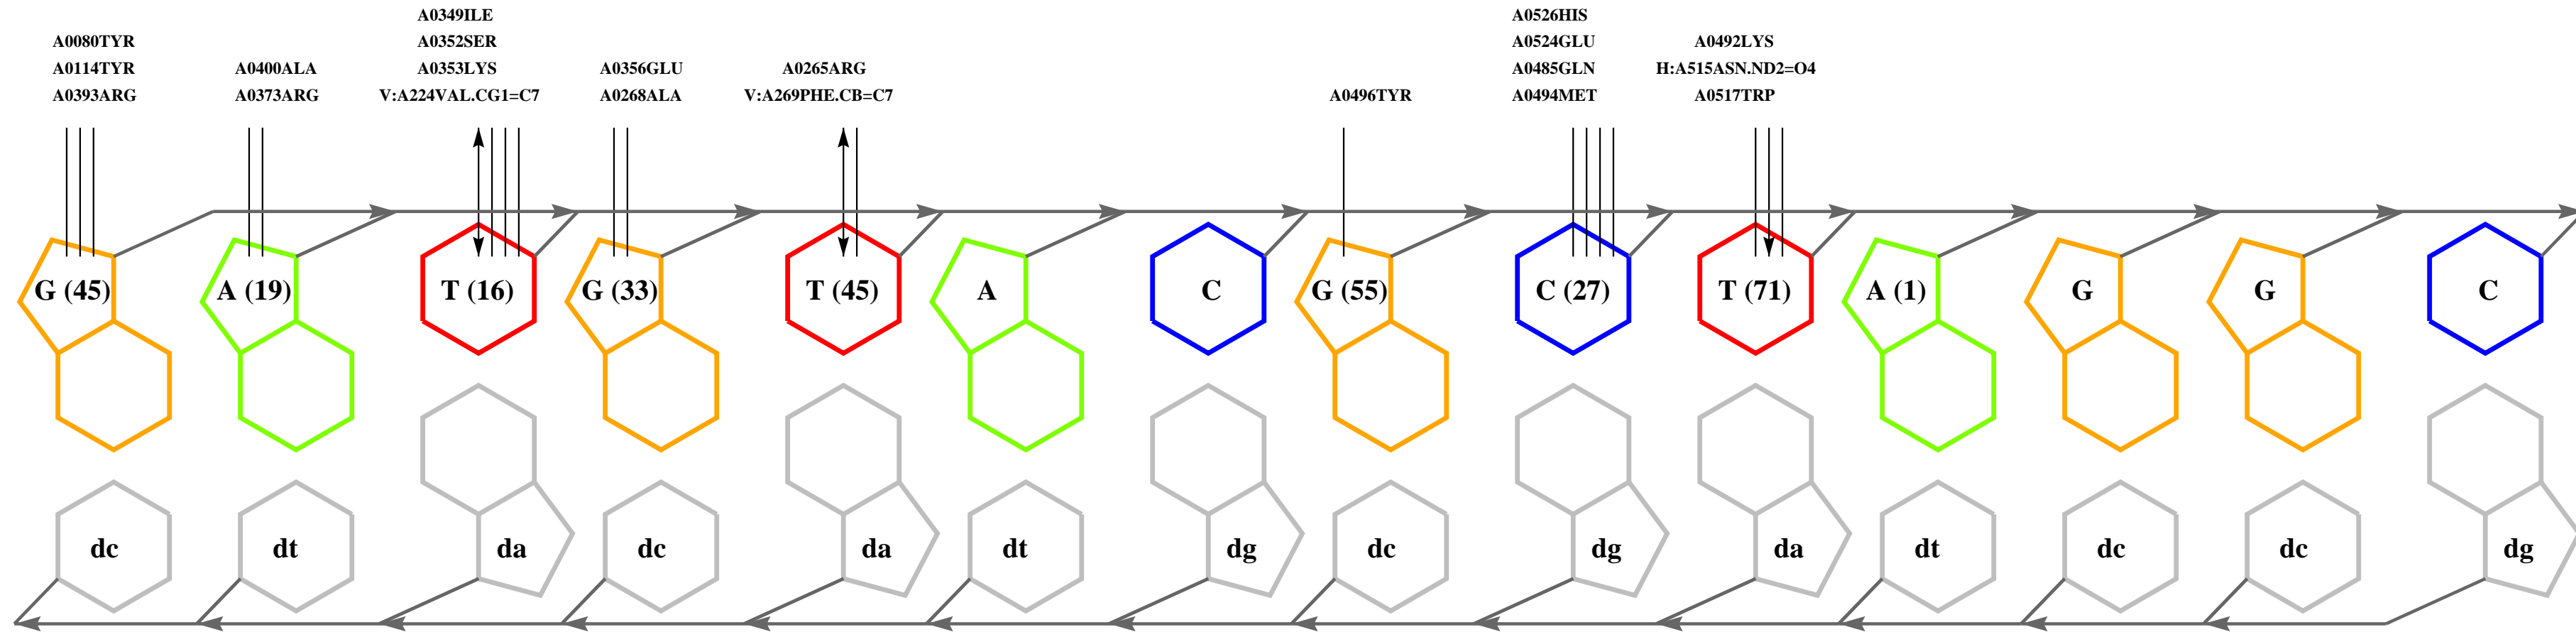 A0349ILE
A0526HIS
A0080TYR
A0352SER
A0524GLU
A0492LYS
A0114TYR
A0400ALA
A0353LYS
A0356GLU
A0265ARG
A0485GLN
H:A515ASN.ND2=O4
A0393ARG
A0373ARG
V:A224VAL.CG1=C7
A0268ALA
V:A269PHE.CB=C7
A0496TYR
A0494MET
A0517TRP
G (45)
A (19)
T (16)
G (33)
T (45)
A
C
G (55)
C (27)
T (71)
A (1)
G
G
C
dc
dt
da
dc
da
dt
dg
dc
dg
da
dt
dc
dc
dg